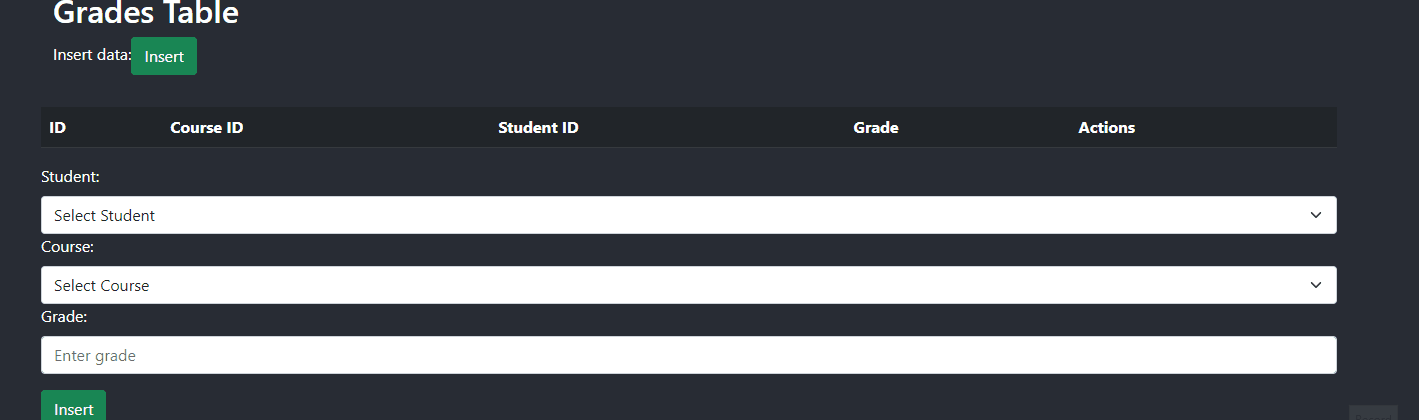 Grades Table
Insert data: Insert
ID Course ID Student ID Grade Actions
Student:
Select Student
Course:
Select Course
Grade:
Enter grade
Insert